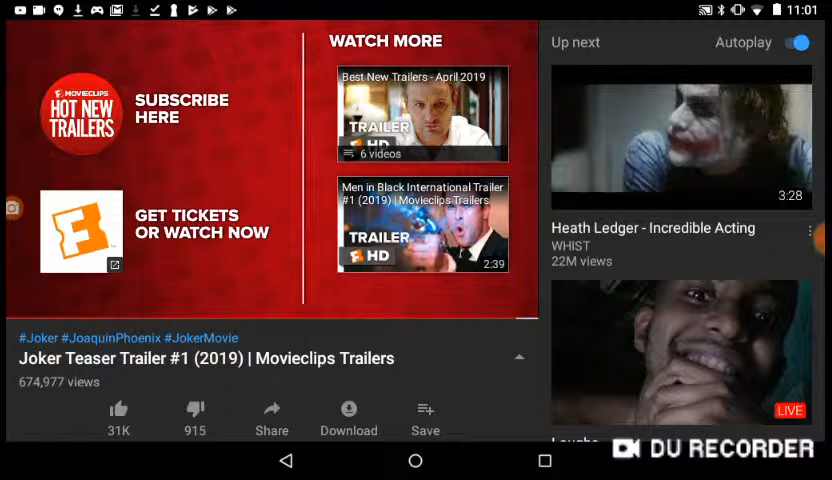 11:01
WATCH MORE
Up next
Autoplay
MOVIECLIPS
HOT NEW
TRAILERS
SUBSCRIBE
HERE
Best New Trailers - April 2019
TRAILER
HD
6 videos
Men in Black International Trailer
#1 (2019) | Movieclips Trailers
TRAILER
HD
2:39
GET TICKETS
OR WATCH NOW
3:28
Heath Ledger - Incredible Acting
WHIST
22M views
LIVE
#Joker #JoaquinPhoenix #JokerMovie
Joker Teaser Trailer #1 (2019) | Movieclips Trailers
674,977 views
31K
915
Share
Download
Save
DU RECORDER